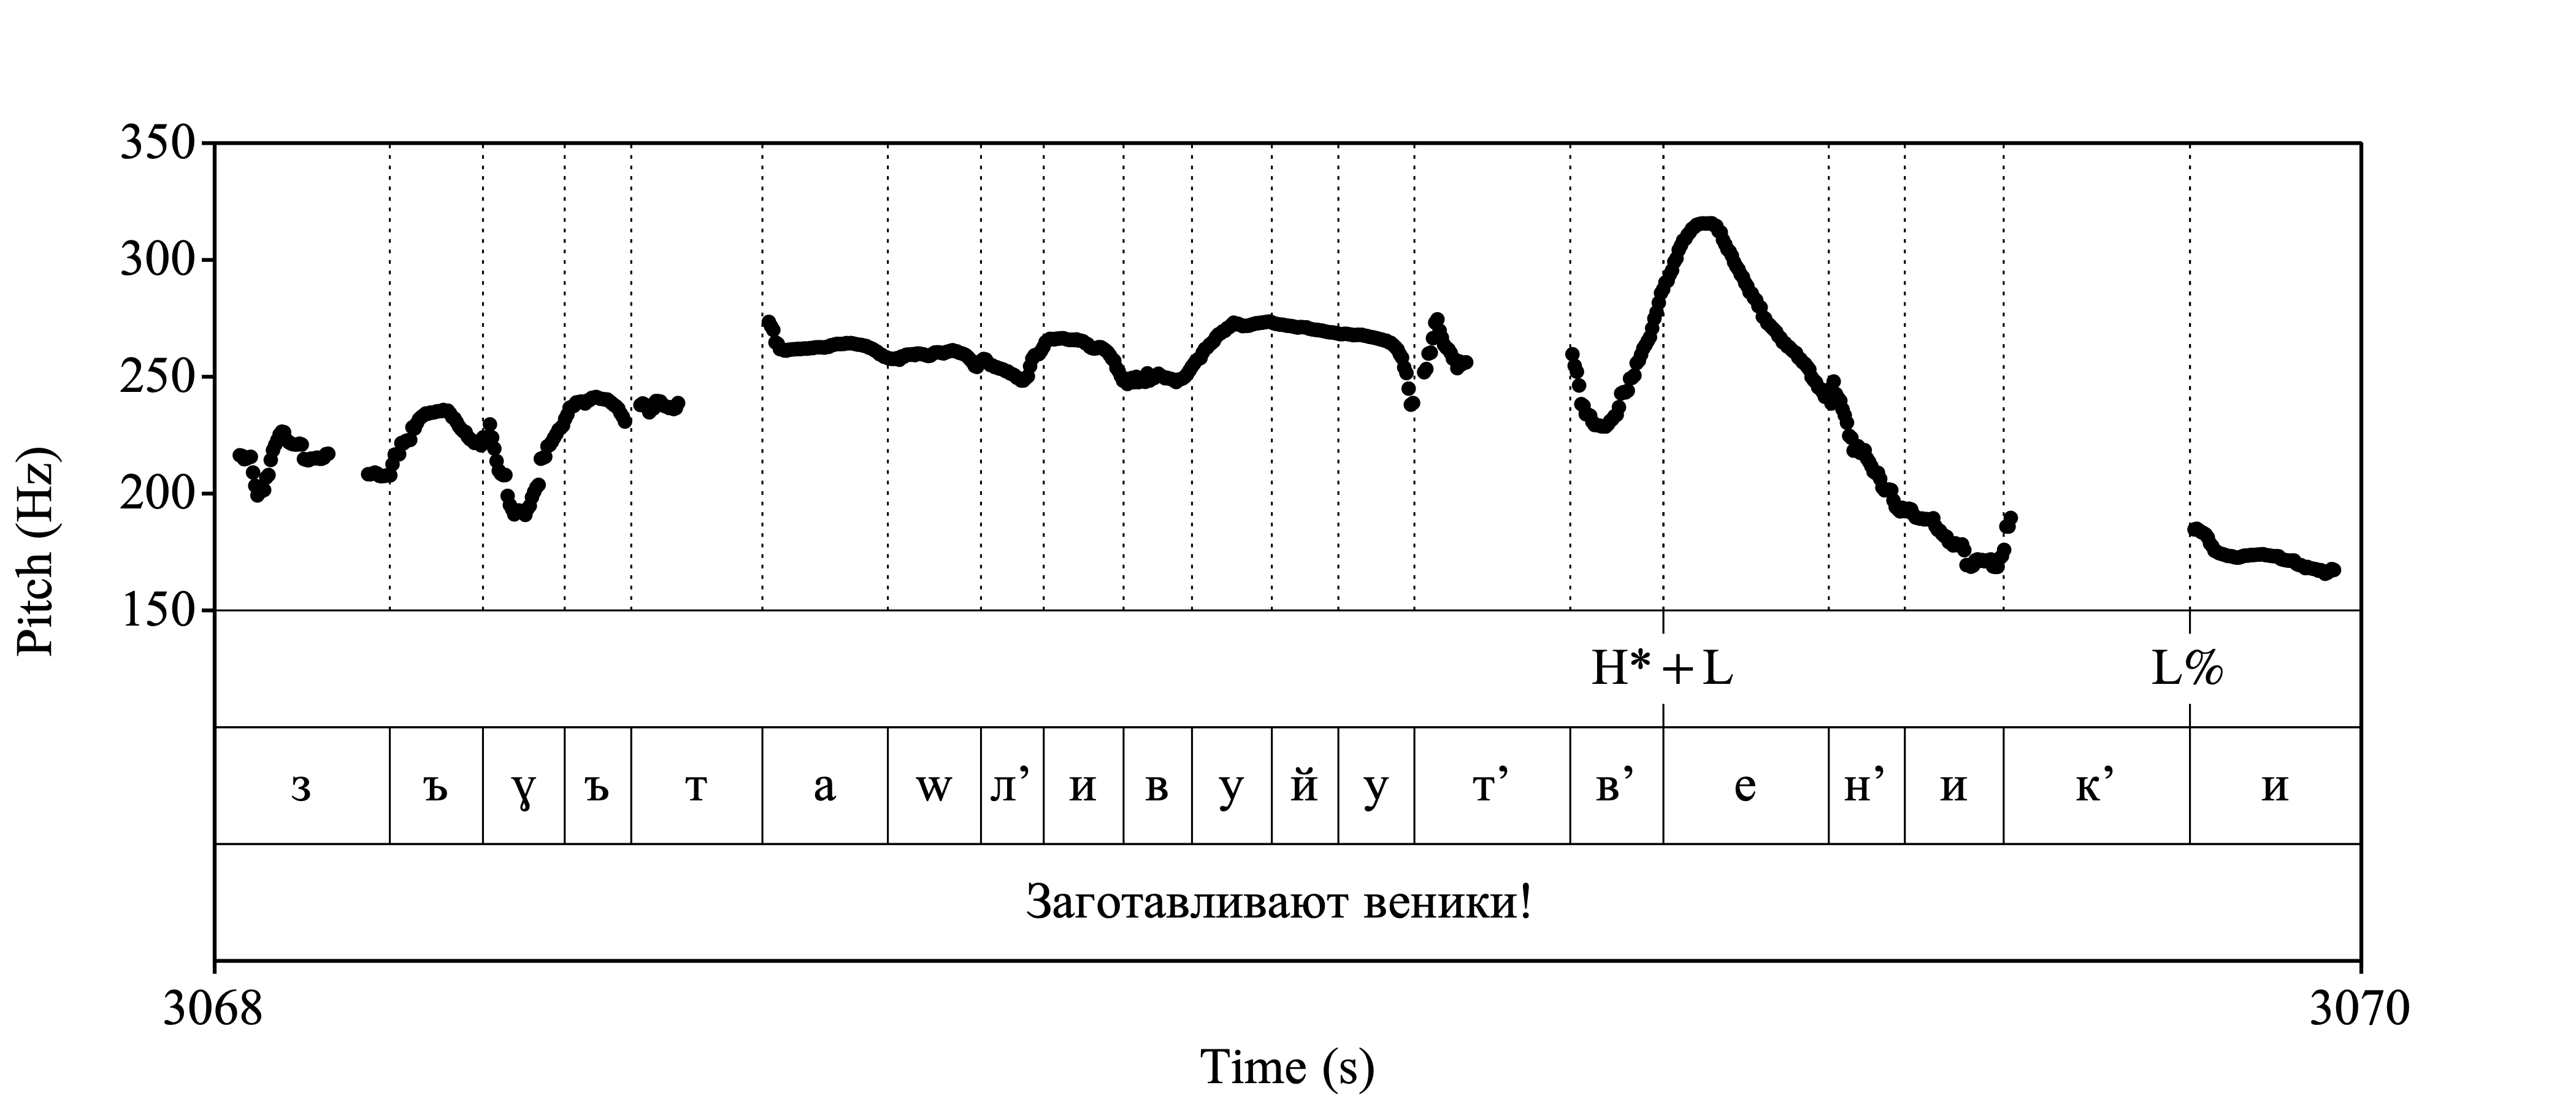 350
300
250
200
150
Pitch (Hz)
H*+L L%
з ъ ɣ ъ т а w л’ и в у й у т’ в’ е н’ и к’ и
Заготавливают веники!
3068 3070
Time (s)